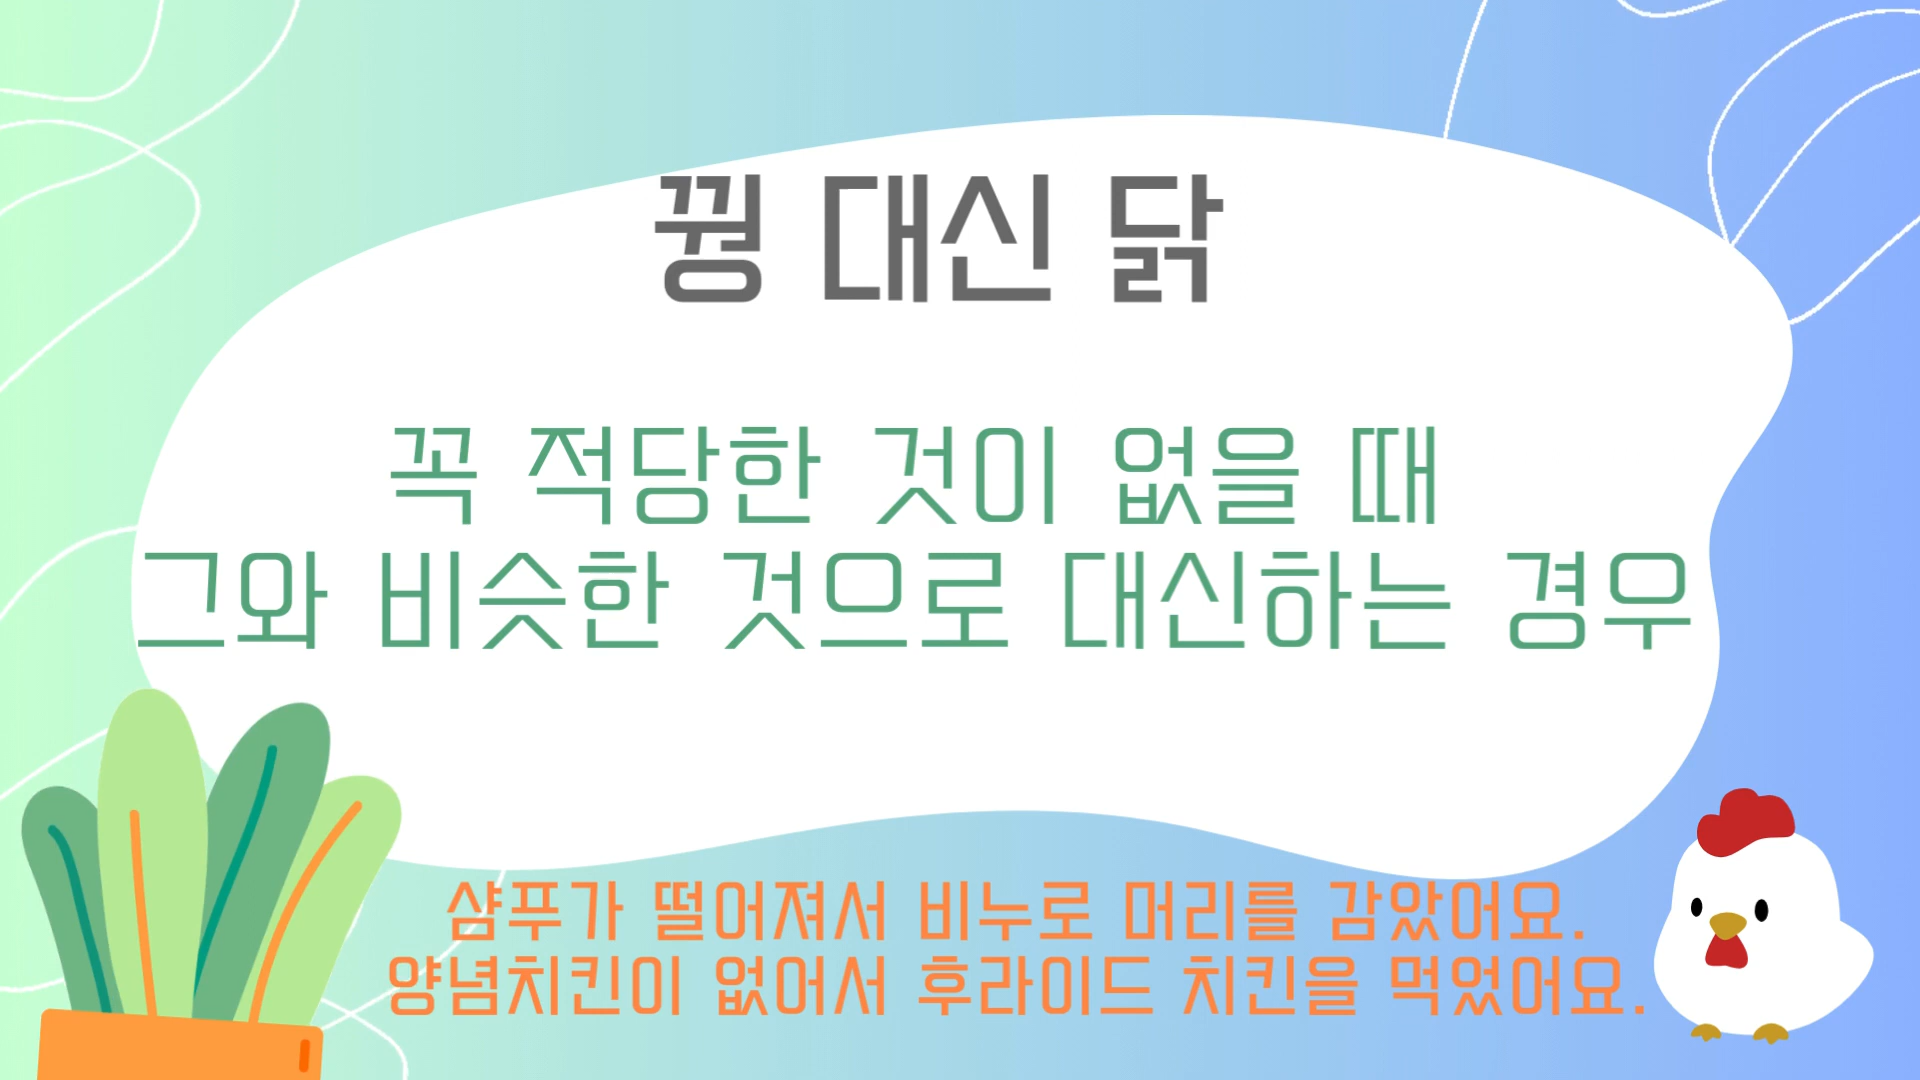 꿩 대신 닭
꼭 적당한 것이 없을 때
그와 비슷한 것으로 대신하는 경우
샴푸가 떨어져서 비누로 머리를 감았어요.
양념치킨이 없어서 후라이드 치킨을 먹었어요.